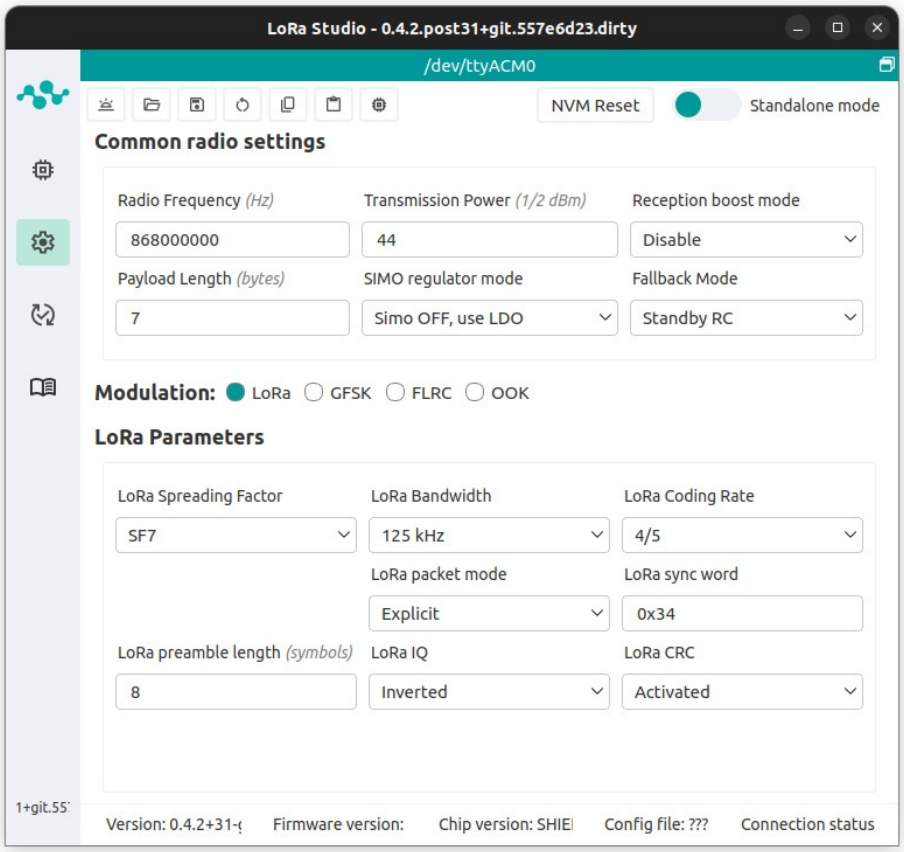 LoRa Studio - 0.4.2.post31+git.557e6d23.dirty
/dev/ttyACM0
NVM Reset Standalone mode
Common radio settings
Radio Frequency (Hz) Transmission Power (1/2 dBm) Reception boost mode
868000000 44 Disable
Payload Length (bytes) SIMO regulator mode Fallback Mode
7 Simo OFF, use LDO Standby RC
Modulation: LoRa GFSK FLRC OOK
LoRa Parameters
LoRa Spreading Factor LoRa Bandwidth LoRa Coding Rate
SF7 125 kHz 4/5
LoRa packet mode LoRa sync word
Explicit 0x34
LoRa preamble length (symbols) LoRa IQ LoRa CRC
8 Inverted Activated
1+git.557
Version: 0.4.2+31-g Firmware version: Chip version: SHIEL Config file: ??? Connection status